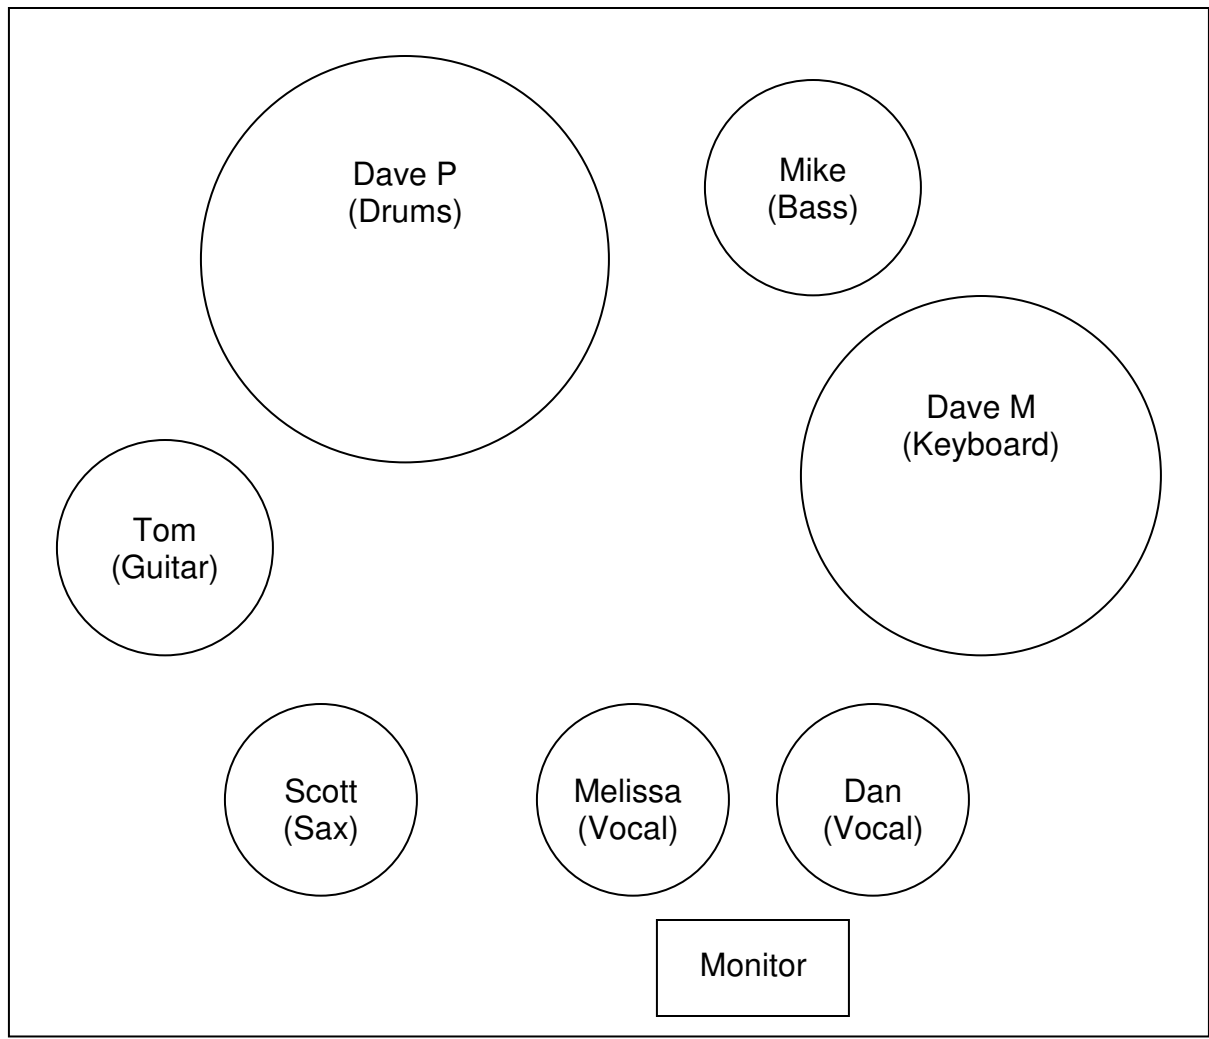 Dave P
(Drums)
Mike
(Bass)
Dave M
(Keyboard)
Tom
(Guitar)
Scott
(Sax)
Melissa
(Vocal)
Dan
(Vocal)
Monitor